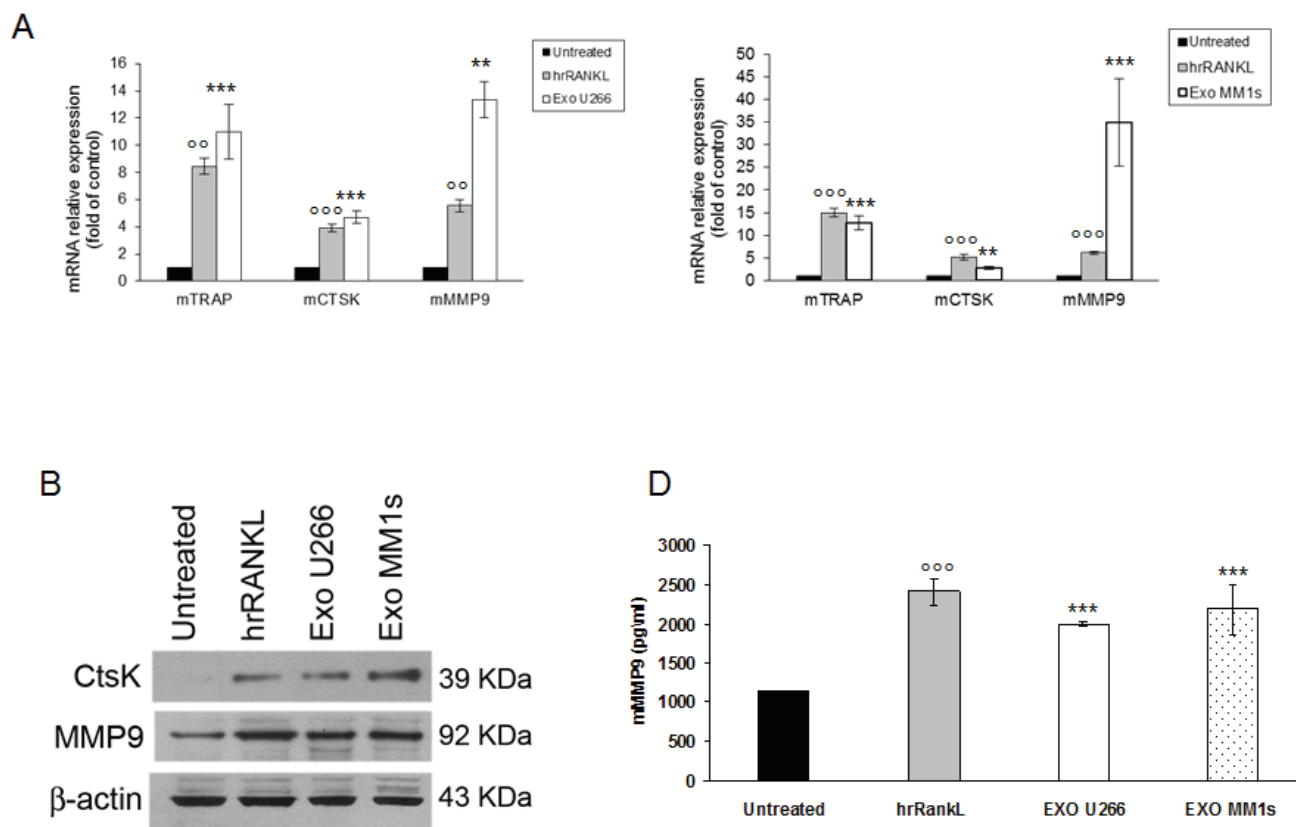 A
Untreated
hrRANKL
Exo U266
mRNA relative expression
(fold of control)
16
14
12
10
8
6
4
2
0
***
**
°°
***
°°°
°°
mTRAP mCTSK mMMP9
Untreated
hrRANKL
Exo MM1s
mRNA relative expression
(fold of control)
50
45
40
35
30
25
20
15
10
5
0
***
°°° ***
°°° **
°°°
mTRAP mCTSK mMMP9
B
Untreated
hrRANKL
Exo U266
Exo MM1s
CtsK 39 KDa
MMP9 92 KDa
β-actin 43 KDa
D
mMMP9 (pg\ml)
3000
2500
2000
1500
1000
500
0
°°°
***
***
Untreated hrRankL EXO U266 EXO MM1s